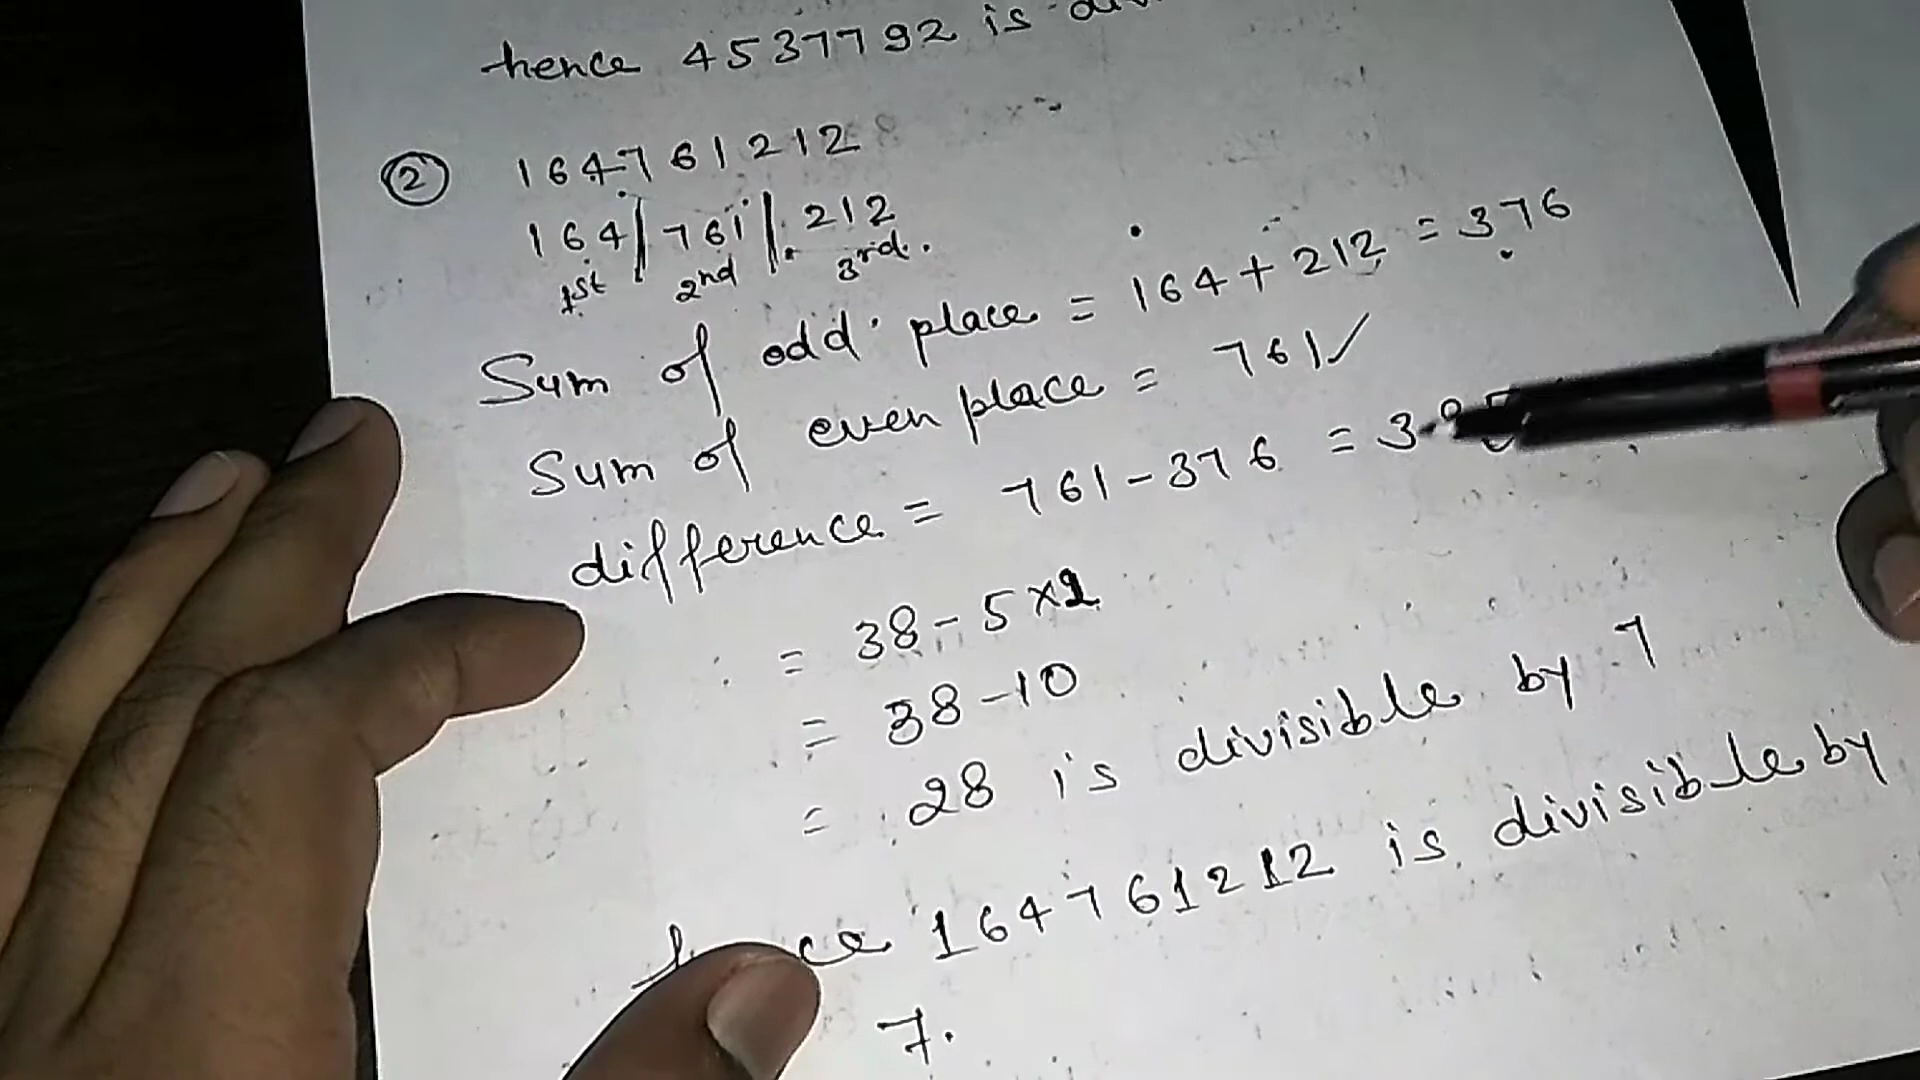 hence 4537792 is
② 164761212
164 | 761 | 212
1st 2nd 3rd.
Sum of odd place = 164 + 212 = 376
Sum of even place = 761 ✓
difference = 761 - 376 = 385
= 38 - 5×2
= 38 - 10
= 28 is divisible by 7
164761212 is divisible by
7.